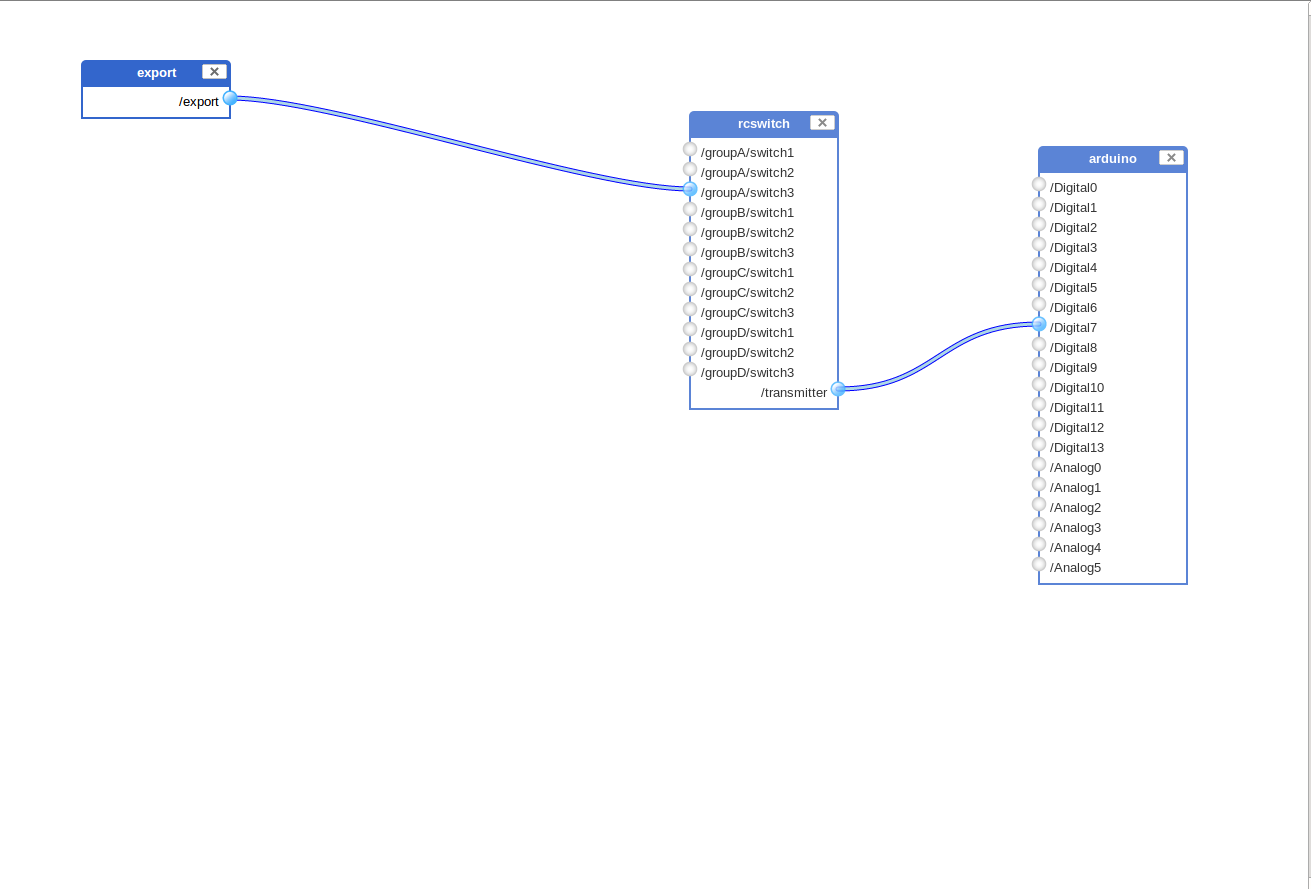 export
/export
rcswitch
/groupA/switch1
/groupA/switch2
/groupA/switch3
/groupB/switch1
/groupB/switch2
/groupB/switch3
/groupC/switch1
/groupC/switch2
/groupC/switch3
/groupD/switch1
/groupD/switch2
/groupD/switch3
/transmitter
arduino
/Digital0
/Digital1
/Digital2
/Digital3
/Digital4
/Digital5
/Digital6
/Digital7
/Digital8
/Digital9
/Digital10
/Digital11
/Digital12
/Digital13
/Analog0
/Analog1
/Analog2
/Analog3
/Analog4
/Analog5